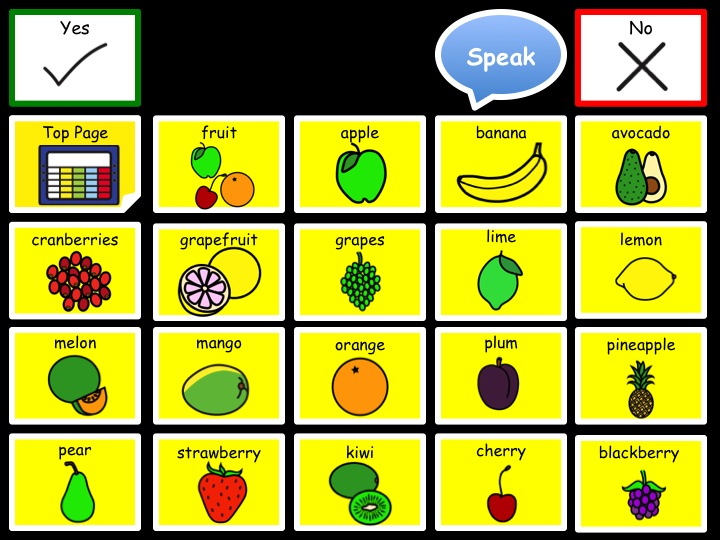 Yes
Speak
No
Top Page
fruit
apple
banana
avocado
cranberries
grapefruit
grapes
lime
lemon
melon
mango
orange
plum
pineapple
pear
strawberry
kiwi
cherry
blackberry